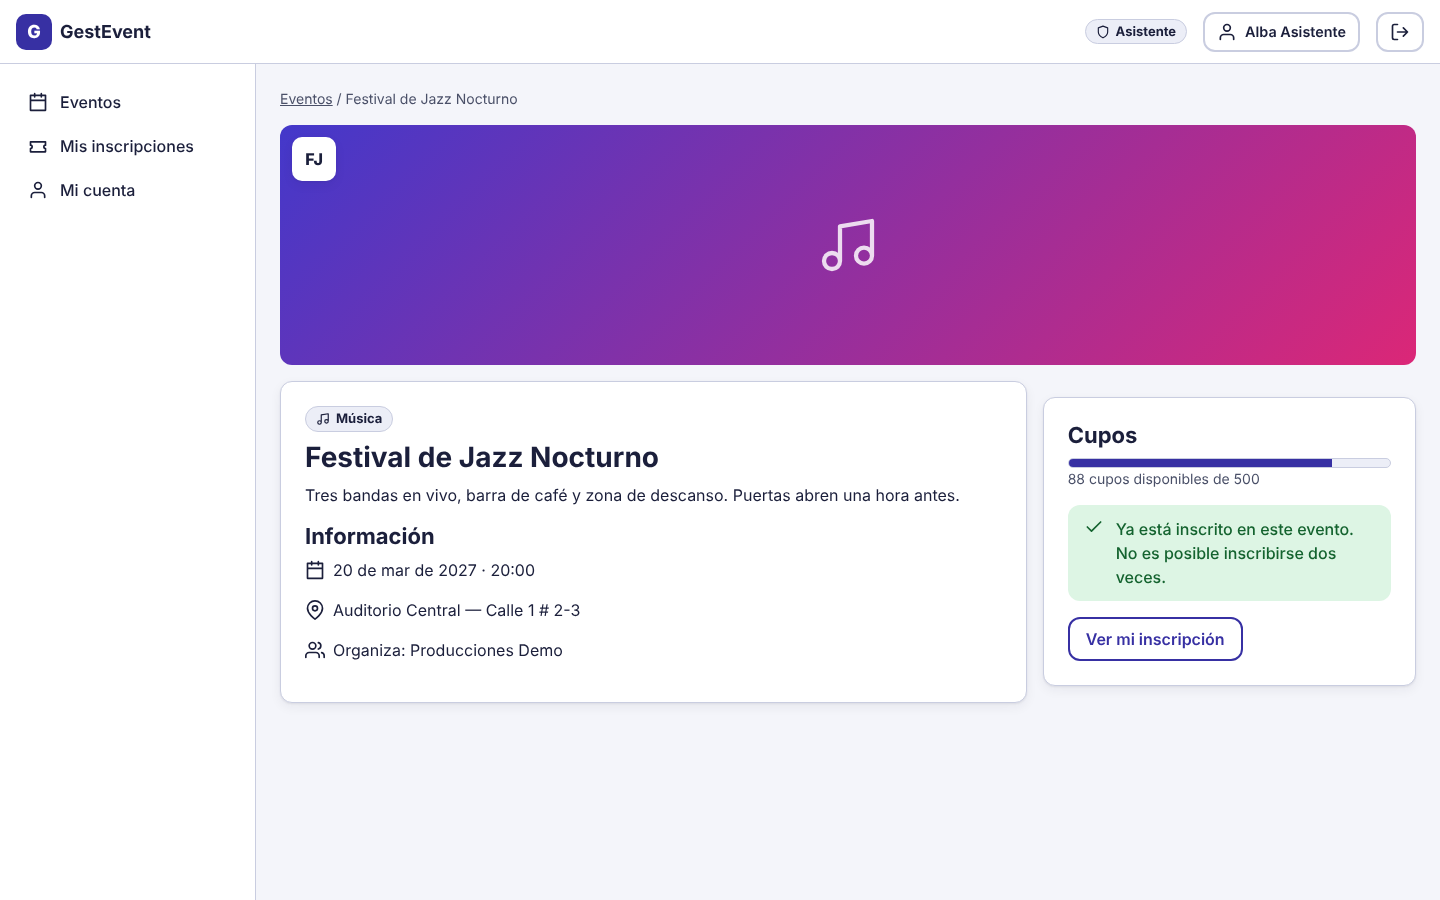 G GestEvent
Asistente
Alba Asistente
Eventos
Mis inscripciones
Mi cuenta
Eventos / Festival de Jazz Nocturno
FJ
Música
Festival de Jazz Nocturno
Tres bandas en vivo, barra de café y zona de descanso. Puertas abren una hora antes.
Información
20 de mar de 2027 · 20:00
Auditorio Central — Calle 1 # 2-3
Organiza: Producciones Demo
Cupos
88 cupos disponibles de 500
Ya está inscrito en este evento.
No es posible inscribirse dos
veces.
Ver mi inscripción